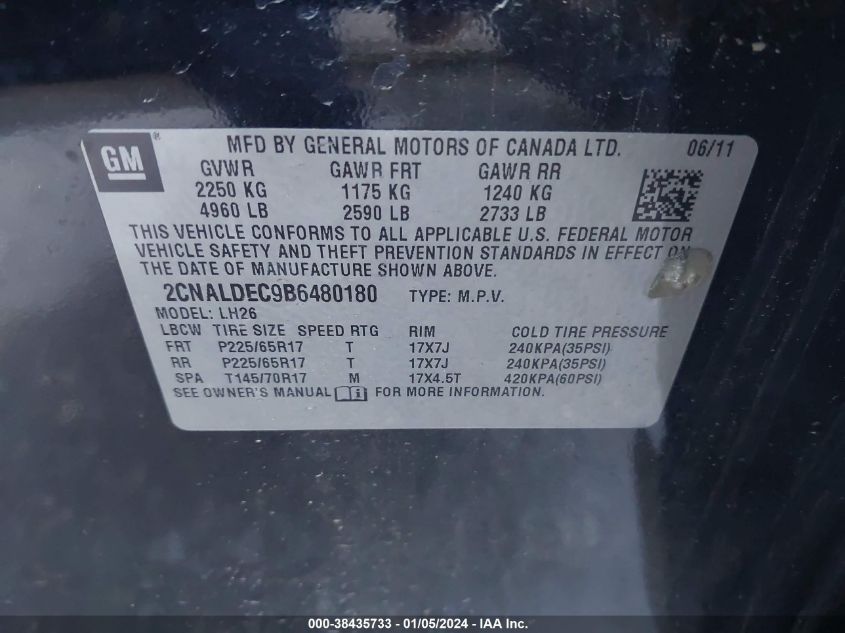 GM® MFD BY GENERAL MOTORS OF CANADA LTD. 06/11
GVWR GAWR FRT GAWR RR
2250 KG 1175 KG 1240 KG
4960 LB 2590 LB 2733 LB
THIS VEHICLE CONFORMS TO ALL APPLICABLE U.S. FEDERAL MOTOR
VEHICLE SAFETY AND THEFT PREVENTION STANDARDS IN EFFECT ON
THE DATE OF MANUFACTURE SHOWN ABOVE.
2CNALDEC9B6480180 TYPE: M.P.V.
MODEL: LH26
LBCW TIRE SIZE SPEED RTG RIM COLD TIRE PRESSURE
FRT P225/65R17 T 17X7J 240KPA(35PSI)
RR P225/65R17 T 17X7J 240KPA(35PSI)
SPA T145/70R17 M 17X4.5T 420KPA(60PSI)
SEE OWNER'S MANUAL i FOR MORE INFORMATION.
000-38435733 - 01/05/2024 - IAA Inc.